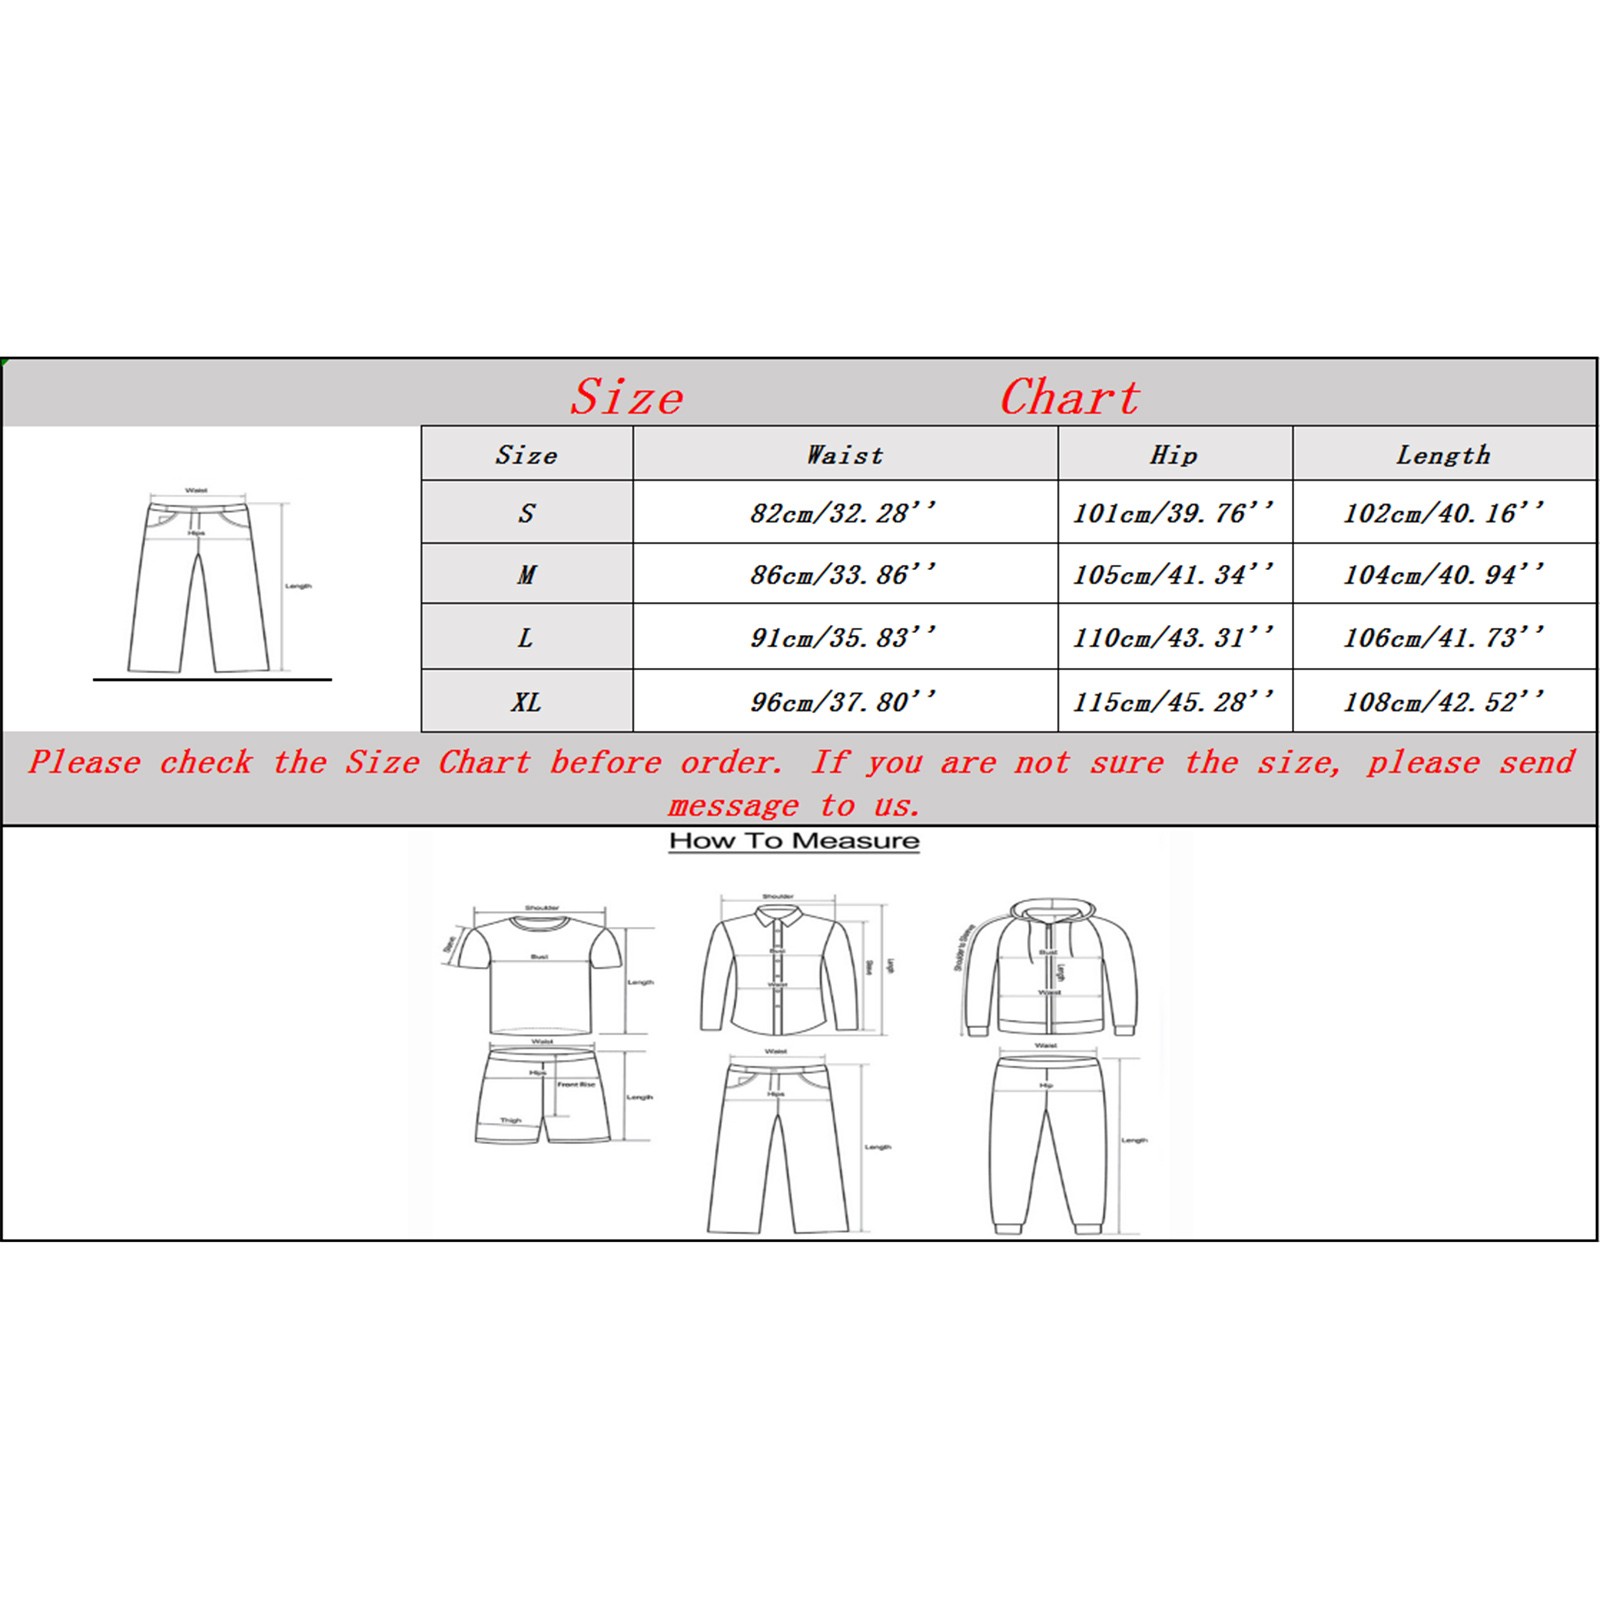 Size Chart
Size Waist Hip Length
S 82cm/32.28'' 101cm/39.76'' 102cm/40.16''
M 86cm/33.86'' 105cm/41.34'' 104cm/40.94''
L 91cm/35.83'' 110cm/43.31'' 106cm/41.73''
XL 96cm/37.80'' 115cm/45.28'' 108cm/42.52''
Waist
Hips
Length
Please check the Size Chart before order. If you are not sure the size, please send
message to us.
How To Measure
Shoulder
Sleeve
Bust
Length
Shoulder
Bust
Waist
Sleeve
Length
Shoulder to Sleeve
Bust
Length
Waist
Waist
Hips
Front Rise
Thigh
Length
Waist
Hips
Length
Waist
Hip
Length